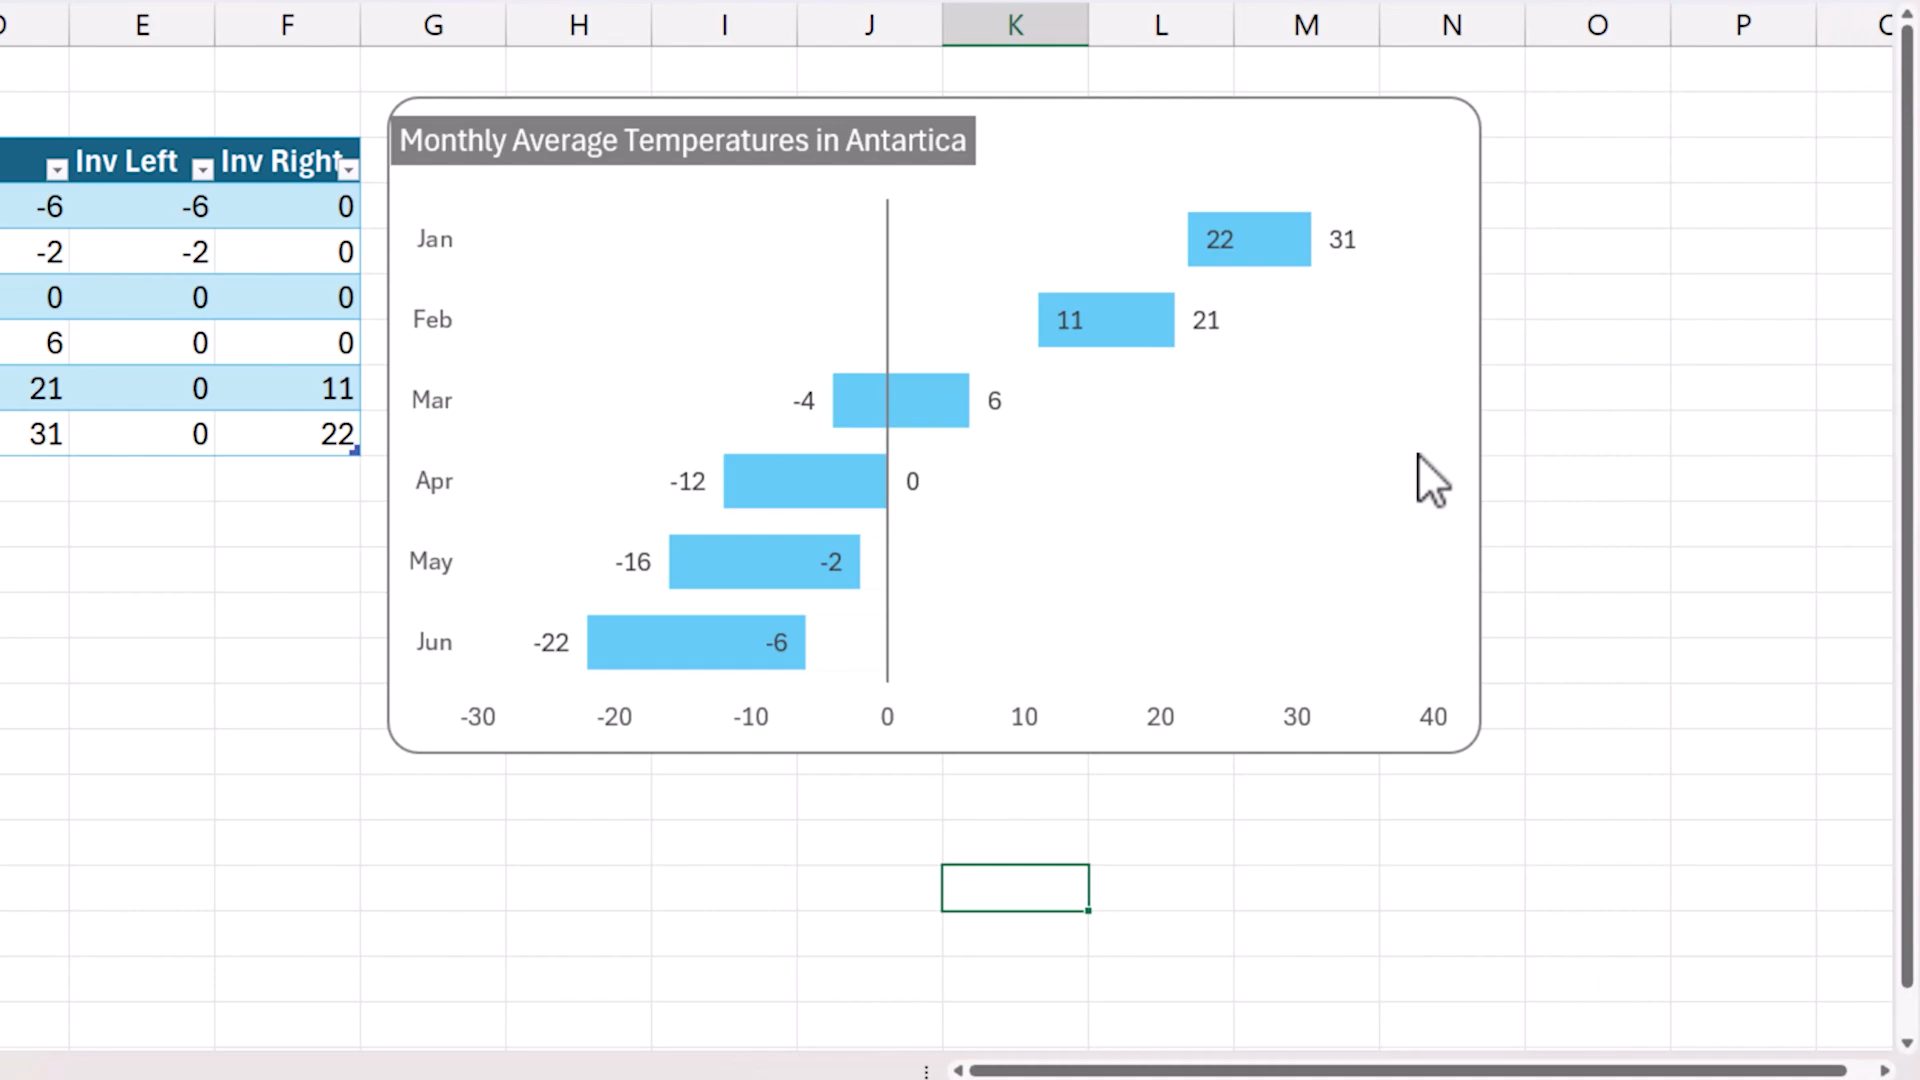 E F G H I J K L M N O P
Inv Left Inv Right
-6 -6 0
-2 -2 0
0 0 0
6 0 0
21 0 11
31 0 22
Monthly Average Temperatures in Antartica
Jan 22 31
Feb 11 21
Mar -4 6
Apr -12 0
May -16 -2
Jun -22 -6
-30 -20 -10 0 10 20 30 40